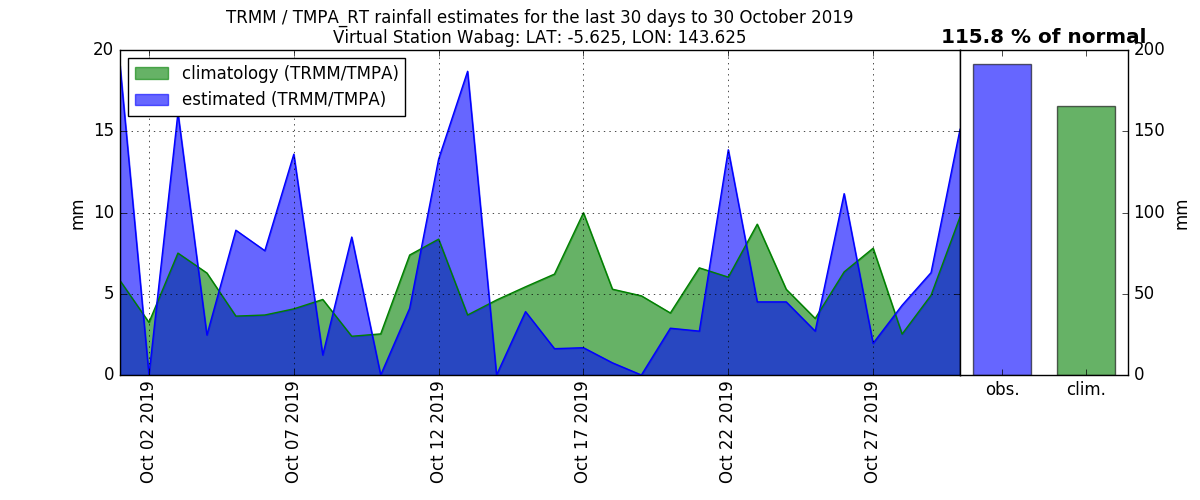 TRMM / TMPA_RT rainfall estimates for the last 30 days to 30 October 2019
Virtual Station Wabag: LAT: -5.625, LON: 143.625
115.8 % of normal
climatology (TRMM/TMPA)
estimated (TRMM/TMPA)
20
15
10
5
0
mm
200
150
100
50
0
mm
Oct 02 2019
Oct 07 2019
Oct 12 2019
Oct 17 2019
Oct 22 2019
Oct 27 2019
obs.
clim.